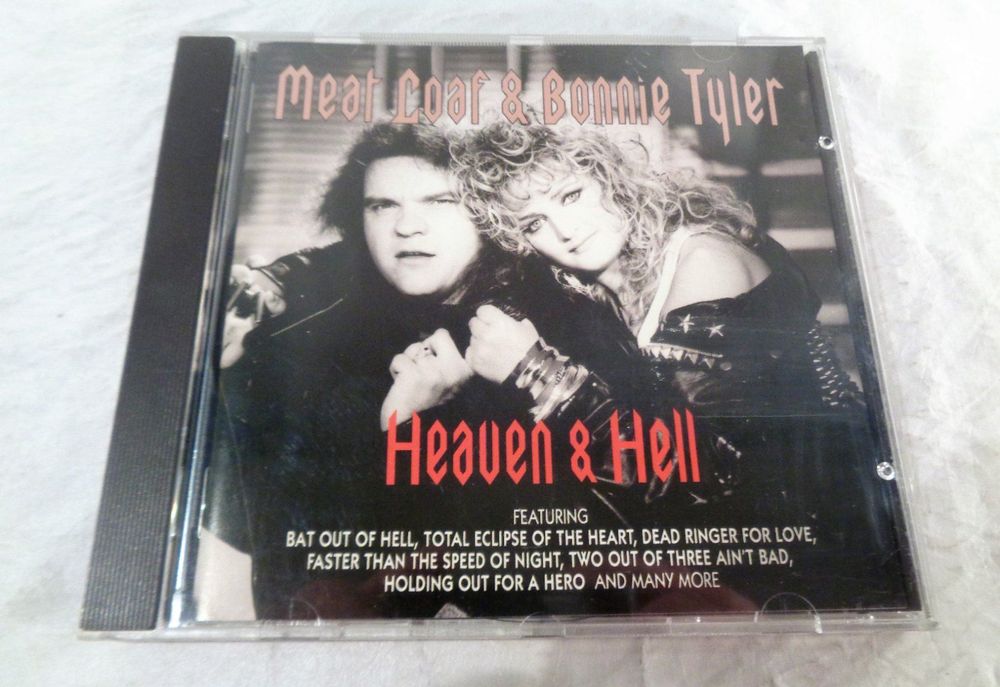 Meat Loaf & Bonnie Tyler
Heaven & Hell
FEATURING
BAT OUT OF HELL, TOTAL ECLIPSE OF THE HEART, DEAD RINGER FOR LOVE,
FASTER THAN THE SPEED OF NIGHT, TWO OUT OF THREE AIN'T BAD,
HOLDING OUT FOR A HERO AND MANY MORE